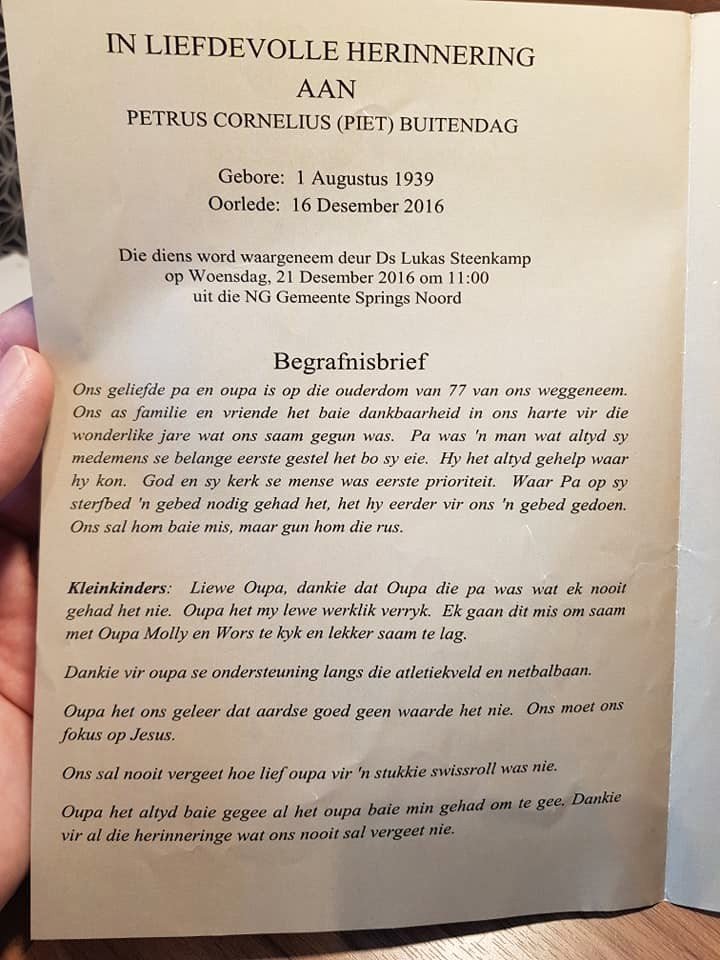 IN LIEFDEVOLLE HERINNERING
AAN
PETRUS CORNELIUS (PIET) BUITENDAG
Gebore: 1 Augustus 1939
Oorlede: 16 Desember 2016
Die diens word waargeneem deur Ds Lukas Steenkamp
op Woensdag, 21 Desember 2016 om 11:00
uit die NG Gemeente Springs Noord
Begrafnisbrief
Ons geliefde pa en oupa is op die ouderdom van 77 van ons weggeneem.
Ons as familie en vriende het baie dankbaarheid in ons harte vir die
wonderlike jare wat ons saam gegun was. Pa was 'n man wat altyd sy
medemens se belange eerste gestel het bo sy eie. Hy het altyd gehelp waar
hy kon. God en sy kerk se mense was eerste prioriteit. Waar Pa op sy
sterfbed 'n gebed nodig gehad het, het hy eerder vir ons 'n gebed gedoen.
Ons sal hom baie mis, maar gun hom die rus.
Kleinkinders: Liewe Oupa, dankie dat Oupa die pa was wat ek nooit
gehad het nie. Oupa het my lewe werklik verryk. Ek gaan dit mis om saam
met Oupa Molly en Wors te kyk en lekker saam te lag.
Dankie vir oupa se ondersteuning langs die atletiekveld en netbalbaan.
Oupa het ons geleer dat aardse goed geen waarde het nie. Ons moet ons
fokus op Jesus.
Ons sal nooit vergeet hoe lief oupa vir 'n stukkie swissroll was nie.
Oupa het altyd baie gegee al het oupa baie min gehad om te gee. Dankie
vir al die herinneringe wat ons nooit sal vergeet nie.